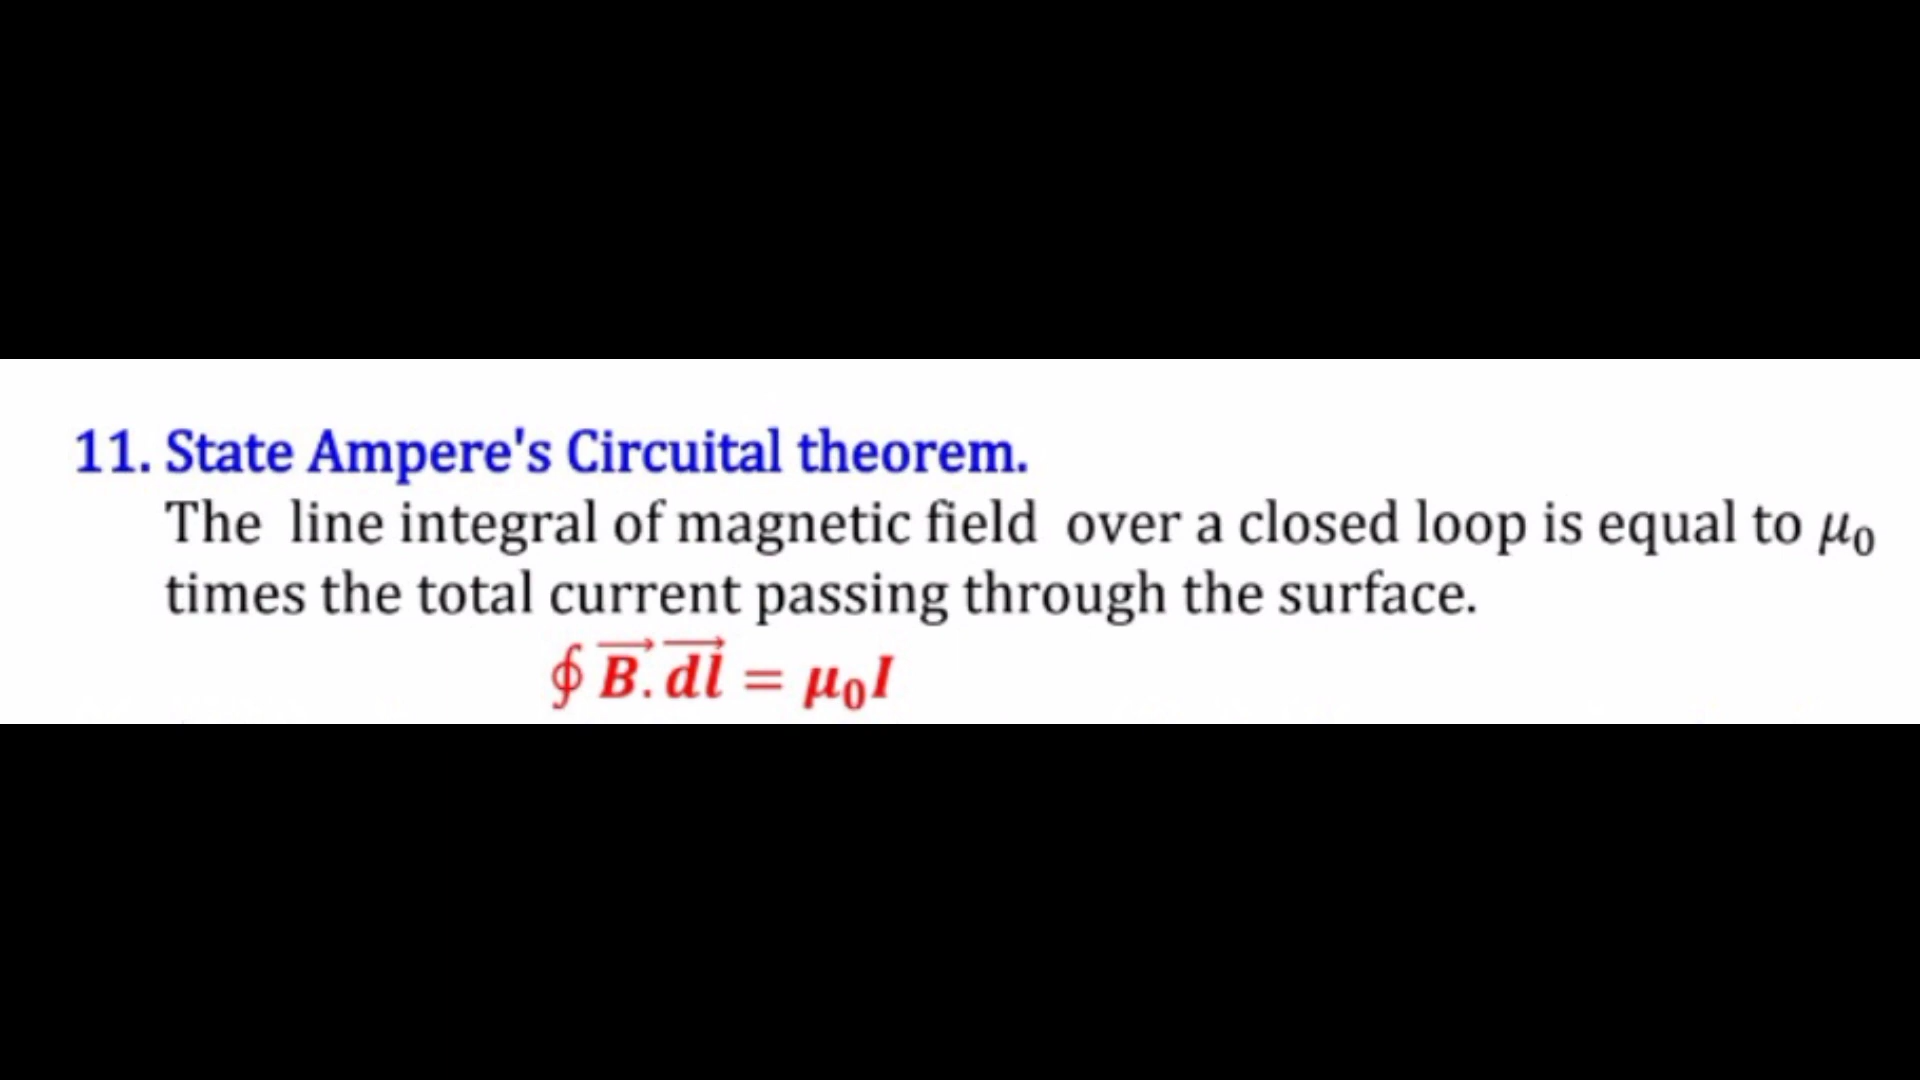 11. State Ampere's Circuital theorem.
The line integral of magnetic field over a closed loop is equal to μ₀
times the total current passing through the surface.
∮ B⃗. dl⃗ = μ₀I